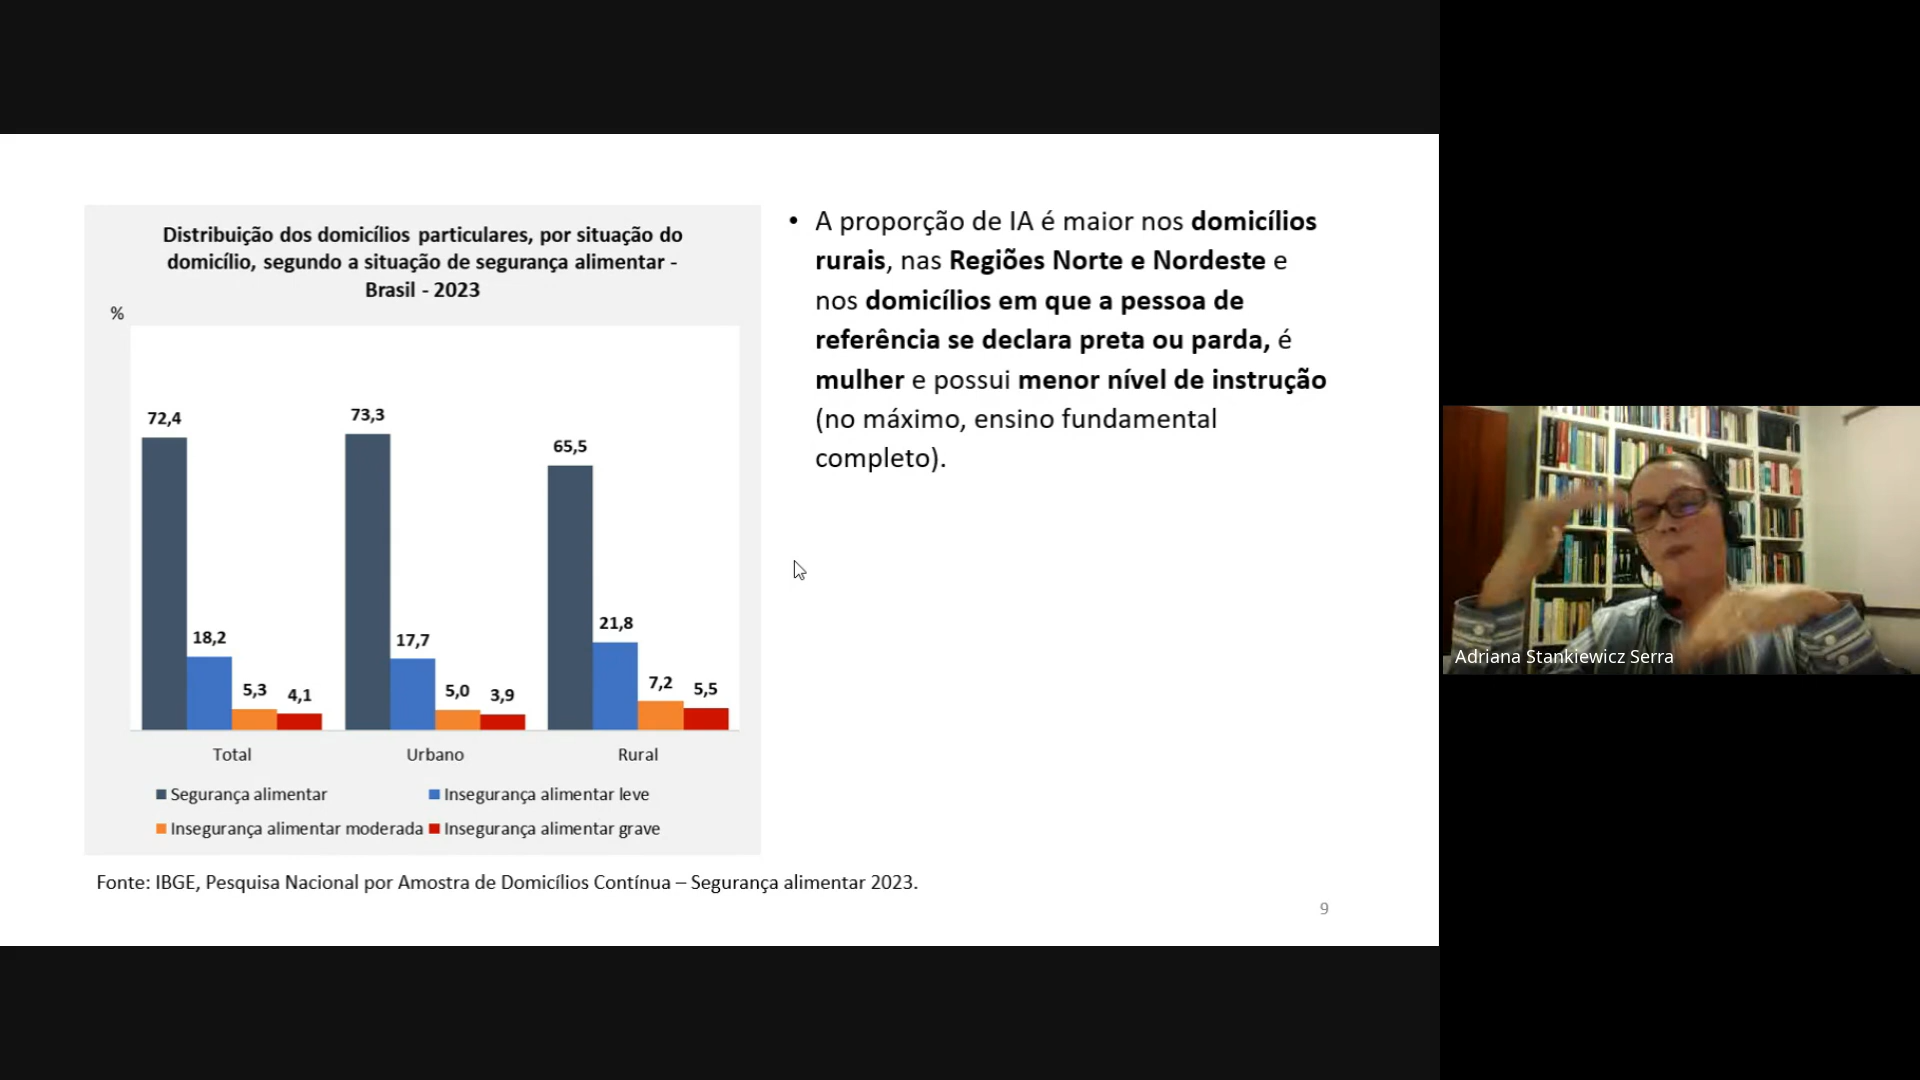 Distribuição dos domicílios particulares, por situação do
domicílio, segundo a situação de segurança alimentar -
Brasil - 2023
%
72,4
18,2
5,3
4,1
73,3
17,7
5,0
3,9
65,5
21,8
7,2
5,5
Total
Urbano
Rural
Segurança alimentar
Insegurança alimentar leve
Insegurança alimentar moderada
Insegurança alimentar grave
Fonte: IBGE, Pesquisa Nacional por Amostra de Domicílios Contínua – Segurança alimentar 2023.
• A proporção de IA é maior nos domicílios
rurais, nas Regiões Norte e Nordeste e
nos domicílios em que a pessoa de
referência se declara preta ou parda, é
mulher e possui menor nível de instrução
(no máximo, ensino fundamental
completo).
9
Adriana Stankiewicz Serra